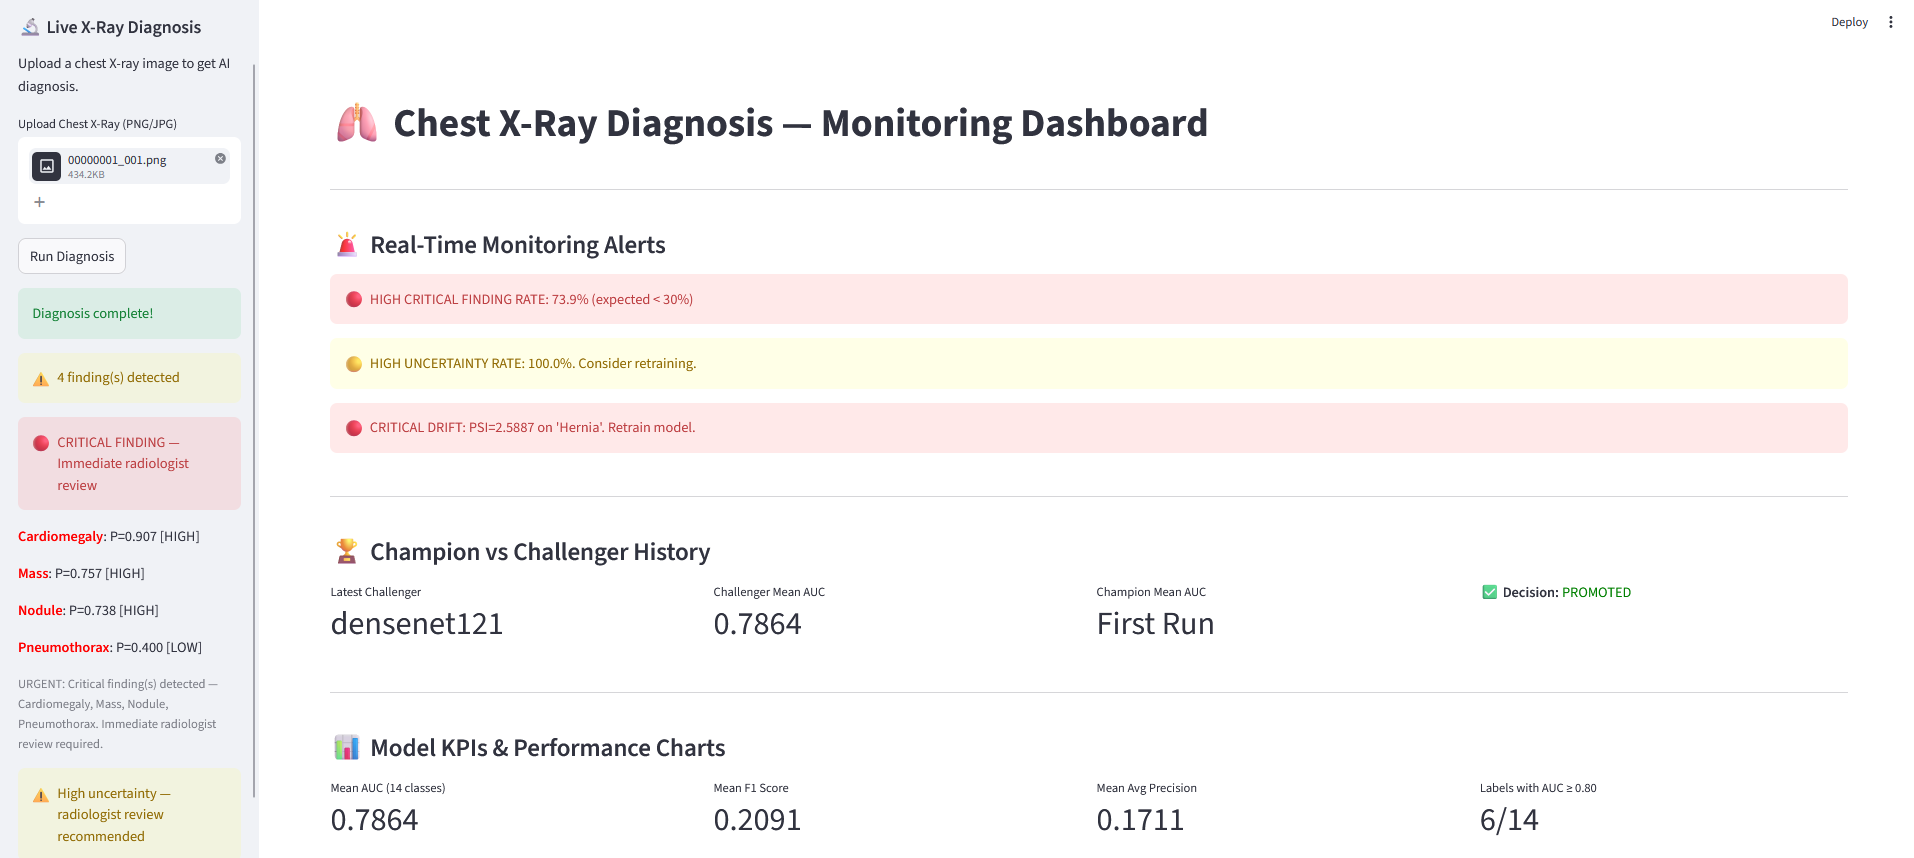 🔬 Live X-Ray Diagnosis
Upload a chest X-ray image to get AI
diagnosis.
Upload Chest X-Ray (PNG/JPG)
00000001_001.png
434.2KB
+
Run Diagnosis
Diagnosis complete!
⚠️ 4 finding(s) detected
🔴 CRITICAL FINDING —
Immediate radiologist
review
Cardiomegaly: P=0.907 [HIGH]
Mass: P=0.757 [HIGH]
Nodule: P=0.738 [HIGH]
Pneumothorax: P=0.400 [LOW]
URGENT: Critical finding(s) detected —
Cardiomegaly, Mass, Nodule,
Pneumothorax. Immediate radiologist
review required.
⚠️ High uncertainty —
radiologist review
recommended
Deploy
🫁 Chest X-Ray Diagnosis — Monitoring Dashboard
🚨 Real-Time Monitoring Alerts
🔴 HIGH CRITICAL FINDING RATE: 73.9% (expected < 30%)
🟡 HIGH UNCERTAINTY RATE: 100.0%. Consider retraining.
🔴 CRITICAL DRIFT: PSI=2.5887 on 'Hernia'. Retrain model.
🏆 Champion vs Challenger History
Latest Challenger
densenet121
Challenger Mean AUC
0.7864
Champion Mean AUC
First Run
✅ Decision: PROMOTED
📊 Model KPIs & Performance Charts
Mean AUC (14 classes)
0.7864
Mean F1 Score
0.2091
Mean Avg Precision
0.1711
Labels with AUC ≥ 0.80
6/14